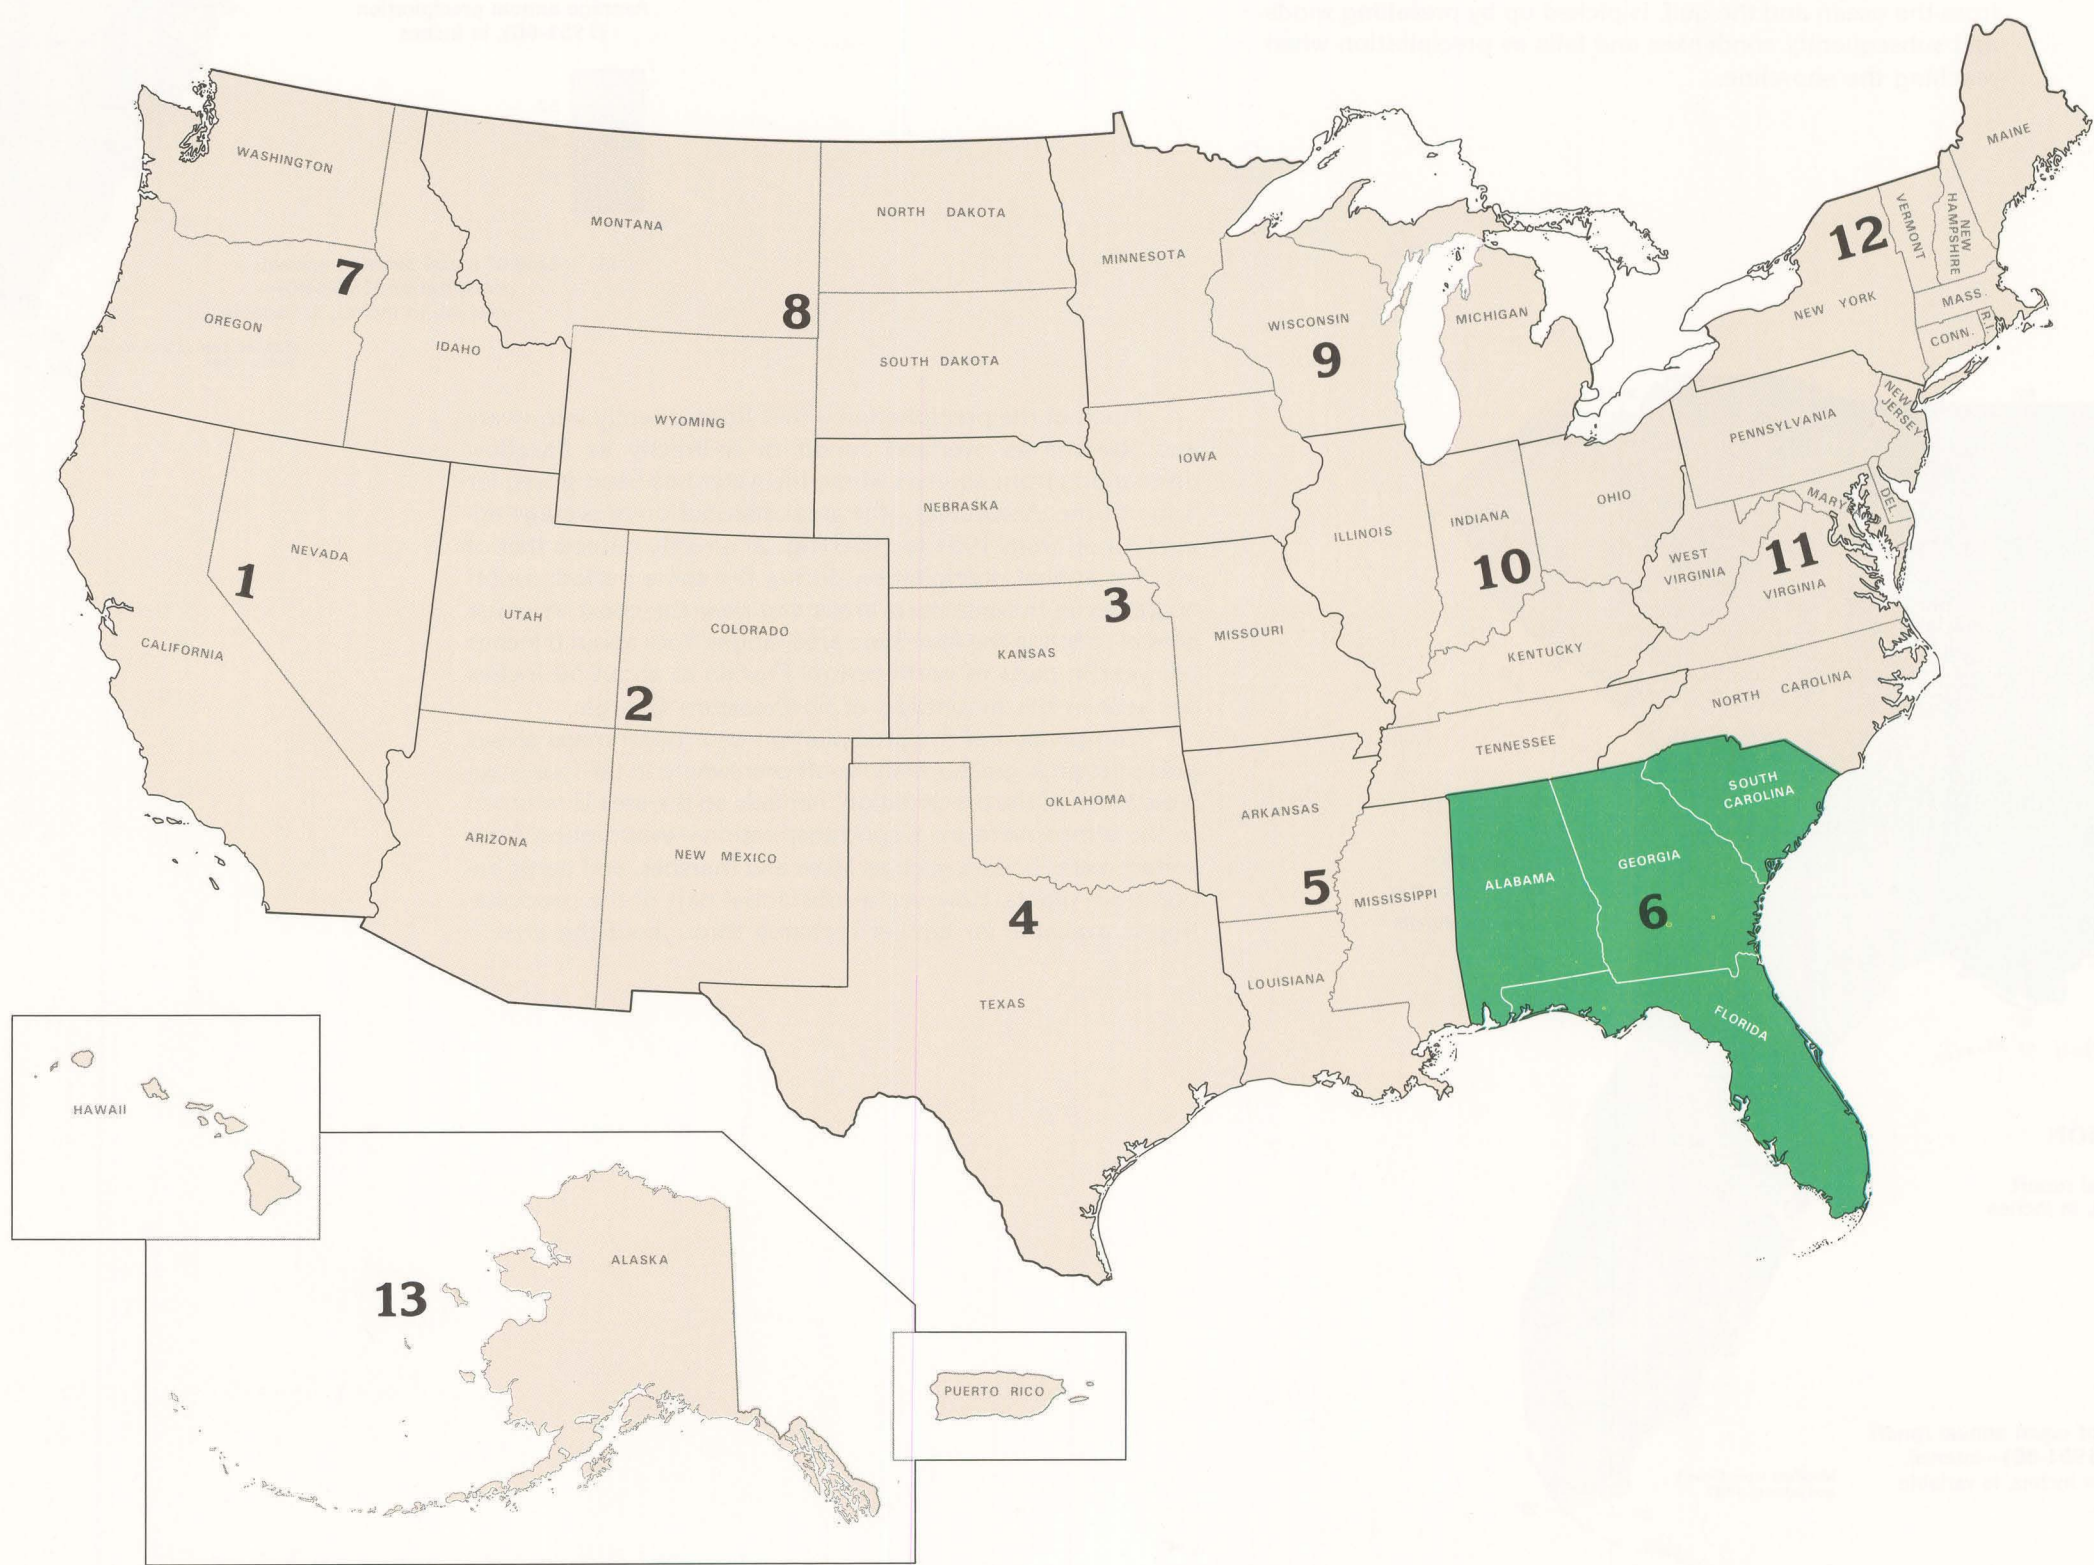 MAINE
WASHINGTON
MONTANA
NORTH DAKOTA
MINNESOTA
VERMONT
NEW
HAMPSHIRE
12
7
8
OREGON
IDAHO
SOUTH DAKOTA
WISCONSIN
9
MICHIGAN
NEW YORK
MASS.
CONN.
R.I.
WYOMING
IOWA
PENNSYLVANIA
NEW
JERSEY
NEBRASKA
ILLINOIS
INDIANA
10
OHIO
MARYLAND
DEL.
WEST
VIRGINIA
11
VIRGINIA
1
NEVADA
UTAH
COLORADO
2
3
KANSAS
MISSOURI
KENTUCKY
CALIFORNIA
NORTH CAROLINA
TENNESSEE
SOUTH
CAROLINA
ARIZONA
NEW MEXICO
OKLAHOMA
ARKANSAS
5
MISSISSIPPI
ALABAMA
GEORGIA
6
4
TEXAS
LOUISIANA
FLORIDA
HAWAII
ALASKA
13
PUERTO RICO